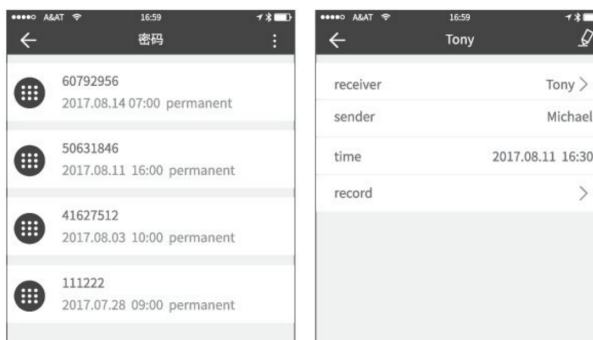 A&AT 16:59
密码
60792956
2017.08.14 07:00 permanent
50631846
2017.08.11 16:00 permanent
41627512
2017.08.03 10:00 permanent
111222
2017.07.28 09:00 permanent
A&AT 16:59
Tony
receiver Tony
sender Michael
time 2017.08.11 16:30
record